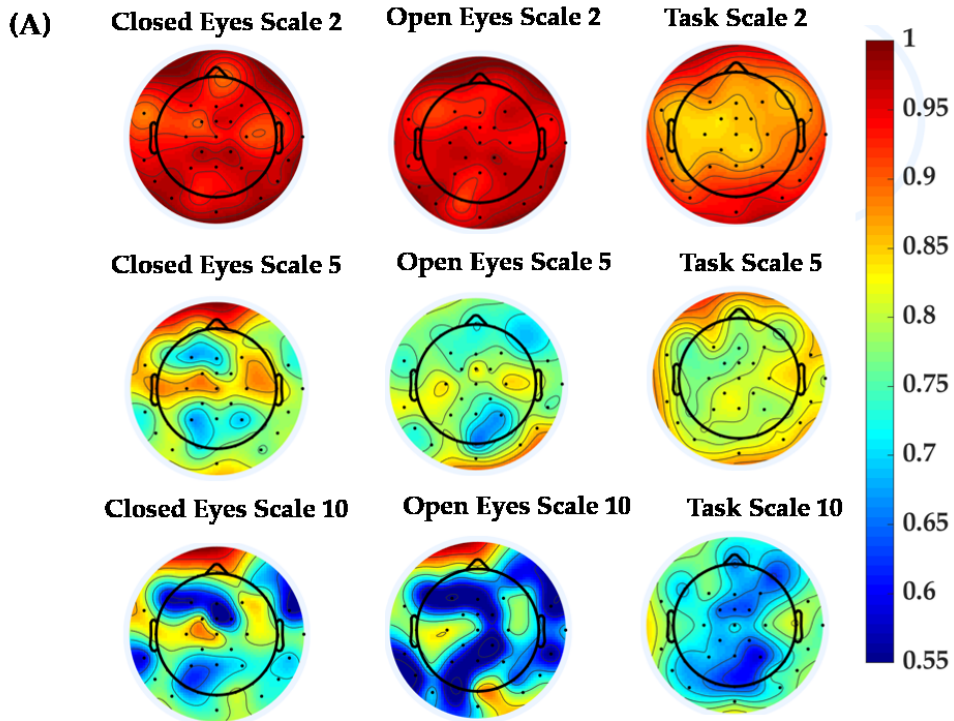 (A)
Closed Eyes Scale 2
Open Eyes Scale 2
Task Scale 2
Closed Eyes Scale 5
Open Eyes Scale 5
Task Scale 5
Closed Eyes Scale 10
Open Eyes Scale 10
Task Scale 10
1
0.95
0.9
0.85
0.8
0.75
0.7
0.65
0.6
0.55